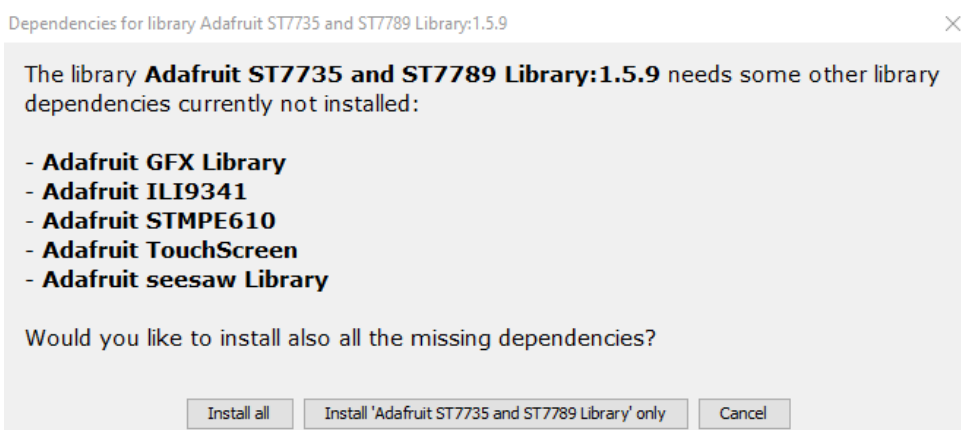 Dependencies for library Adafruit ST7735 and ST7789 Library:1.5.9
The library Adafruit ST7735 and ST7789 Library:1.5.9 needs some other library
dependencies currently not installed:
- Adafruit GFX Library
- Adafruit ILI9341
- Adafruit STMPE610
- Adafruit TouchScreen
- Adafruit seesaw Library
Would you like to install also all the missing dependencies?
Install all Install 'Adafruit ST7735 and ST7789 Library' only Cancel